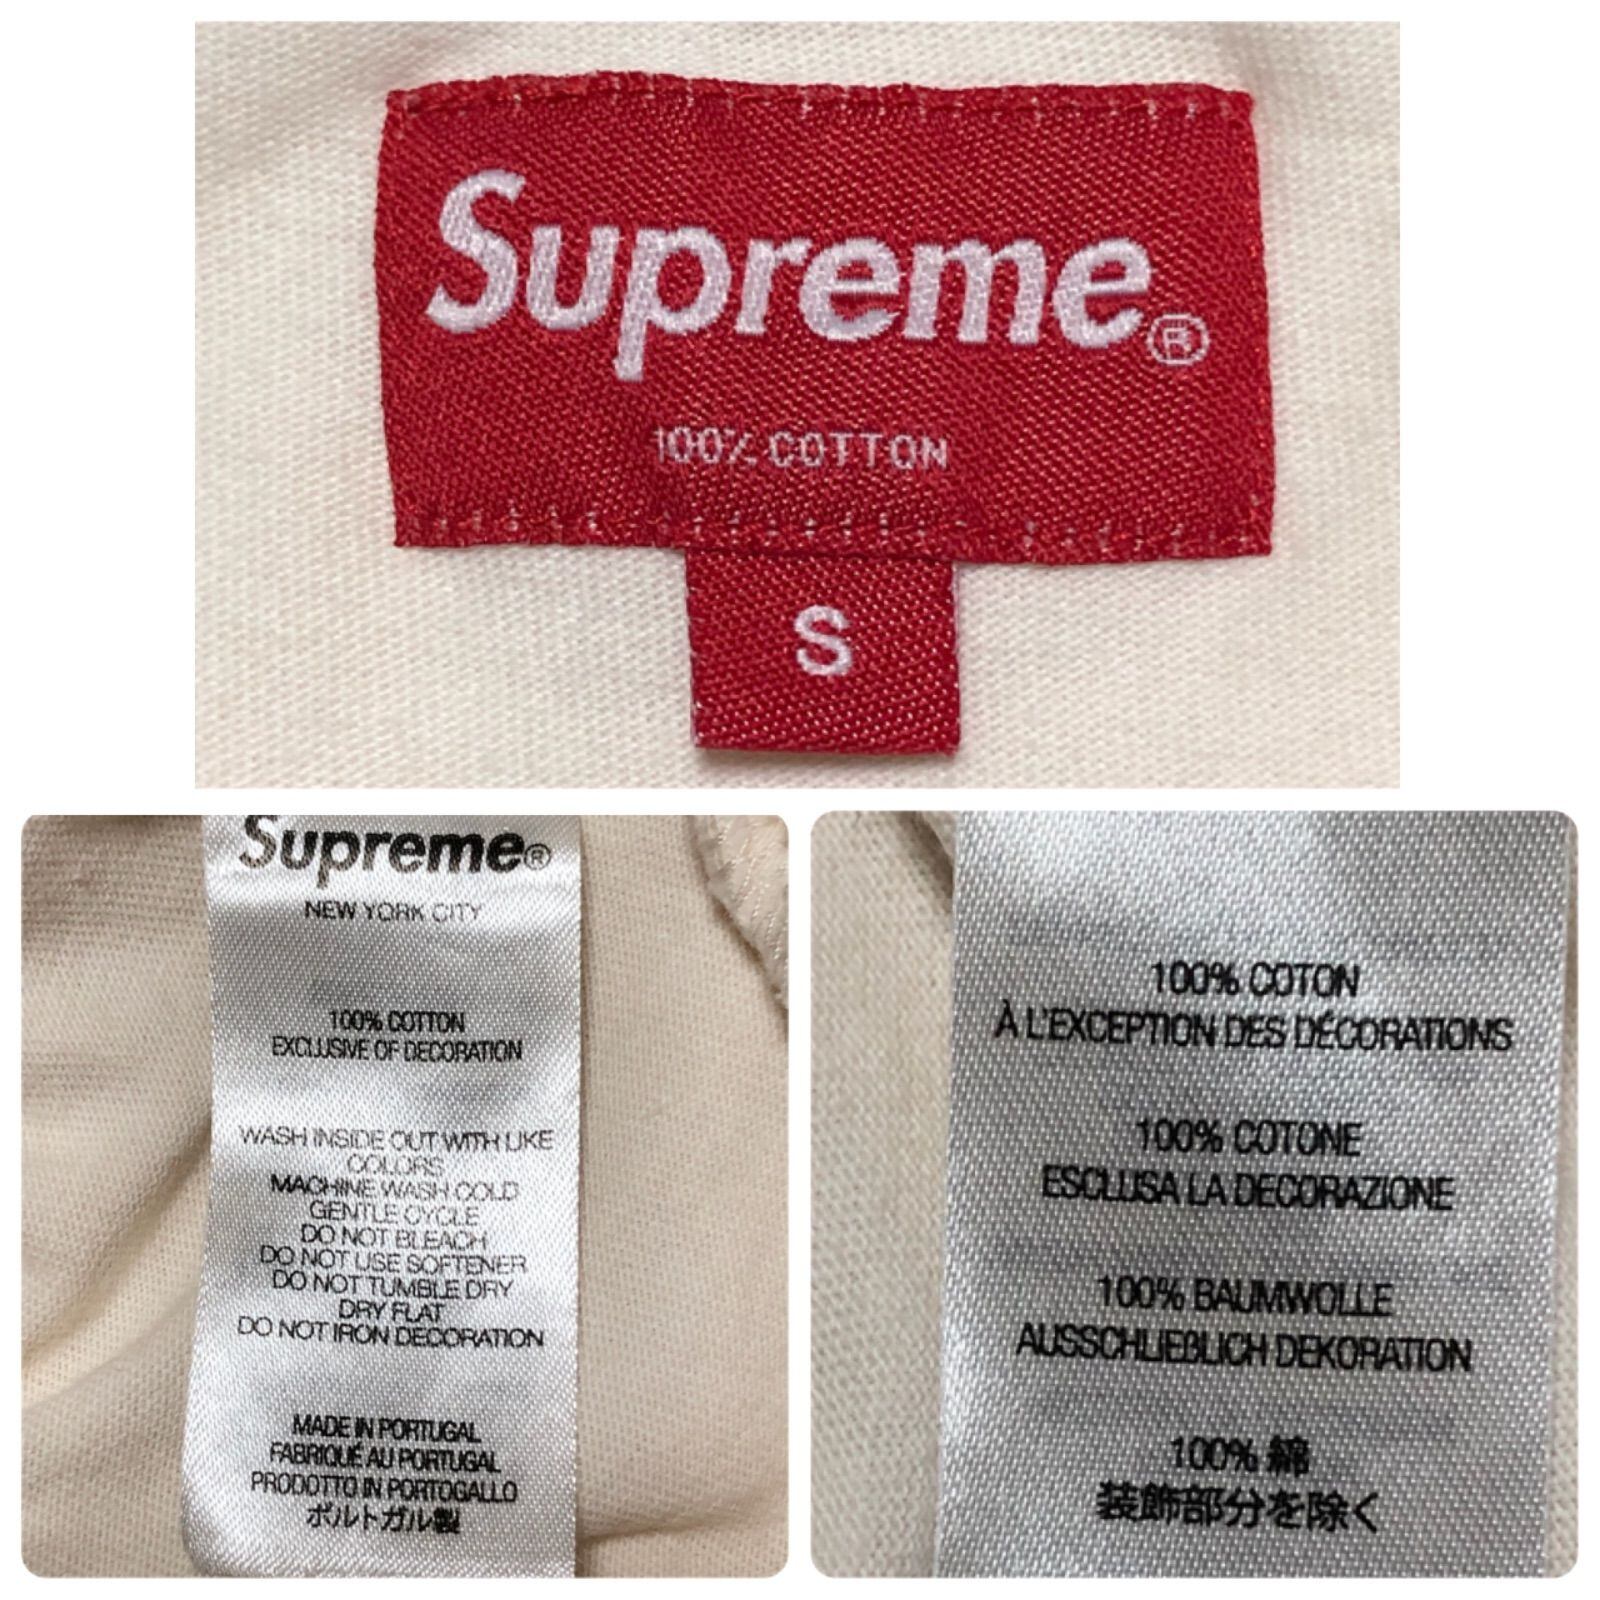 Supreme®
100% COTTON
S
Supreme®
NEW YORK CITY
100% COTTON
EXCLUSIVE OF DECORATION
WASH INSIDE OUT WITH LIKE
COLORS
MACHINE WASH COLD
GENTLE CYCLE
DO NOT BLEACH
DO NOT USE SOFTENER
DO NOT TUMBLE DRY
DRY FLAT
DO NOT IRON DECORATION
MADE IN PORTUGAL
FABRIQUÉ AU PORTUGAL
PRODOTTO IN PORTOGALLO
ポルトガル製
100% COTON
À L'EXCEPTION DES DÉCORATIONS
100% COTONE
ESCLUSA LA DECORAZIONE
100% BAUMWOLLE
AUSSCHLIEßLICH DEKORATION
100% 綿
装飾部分を除く